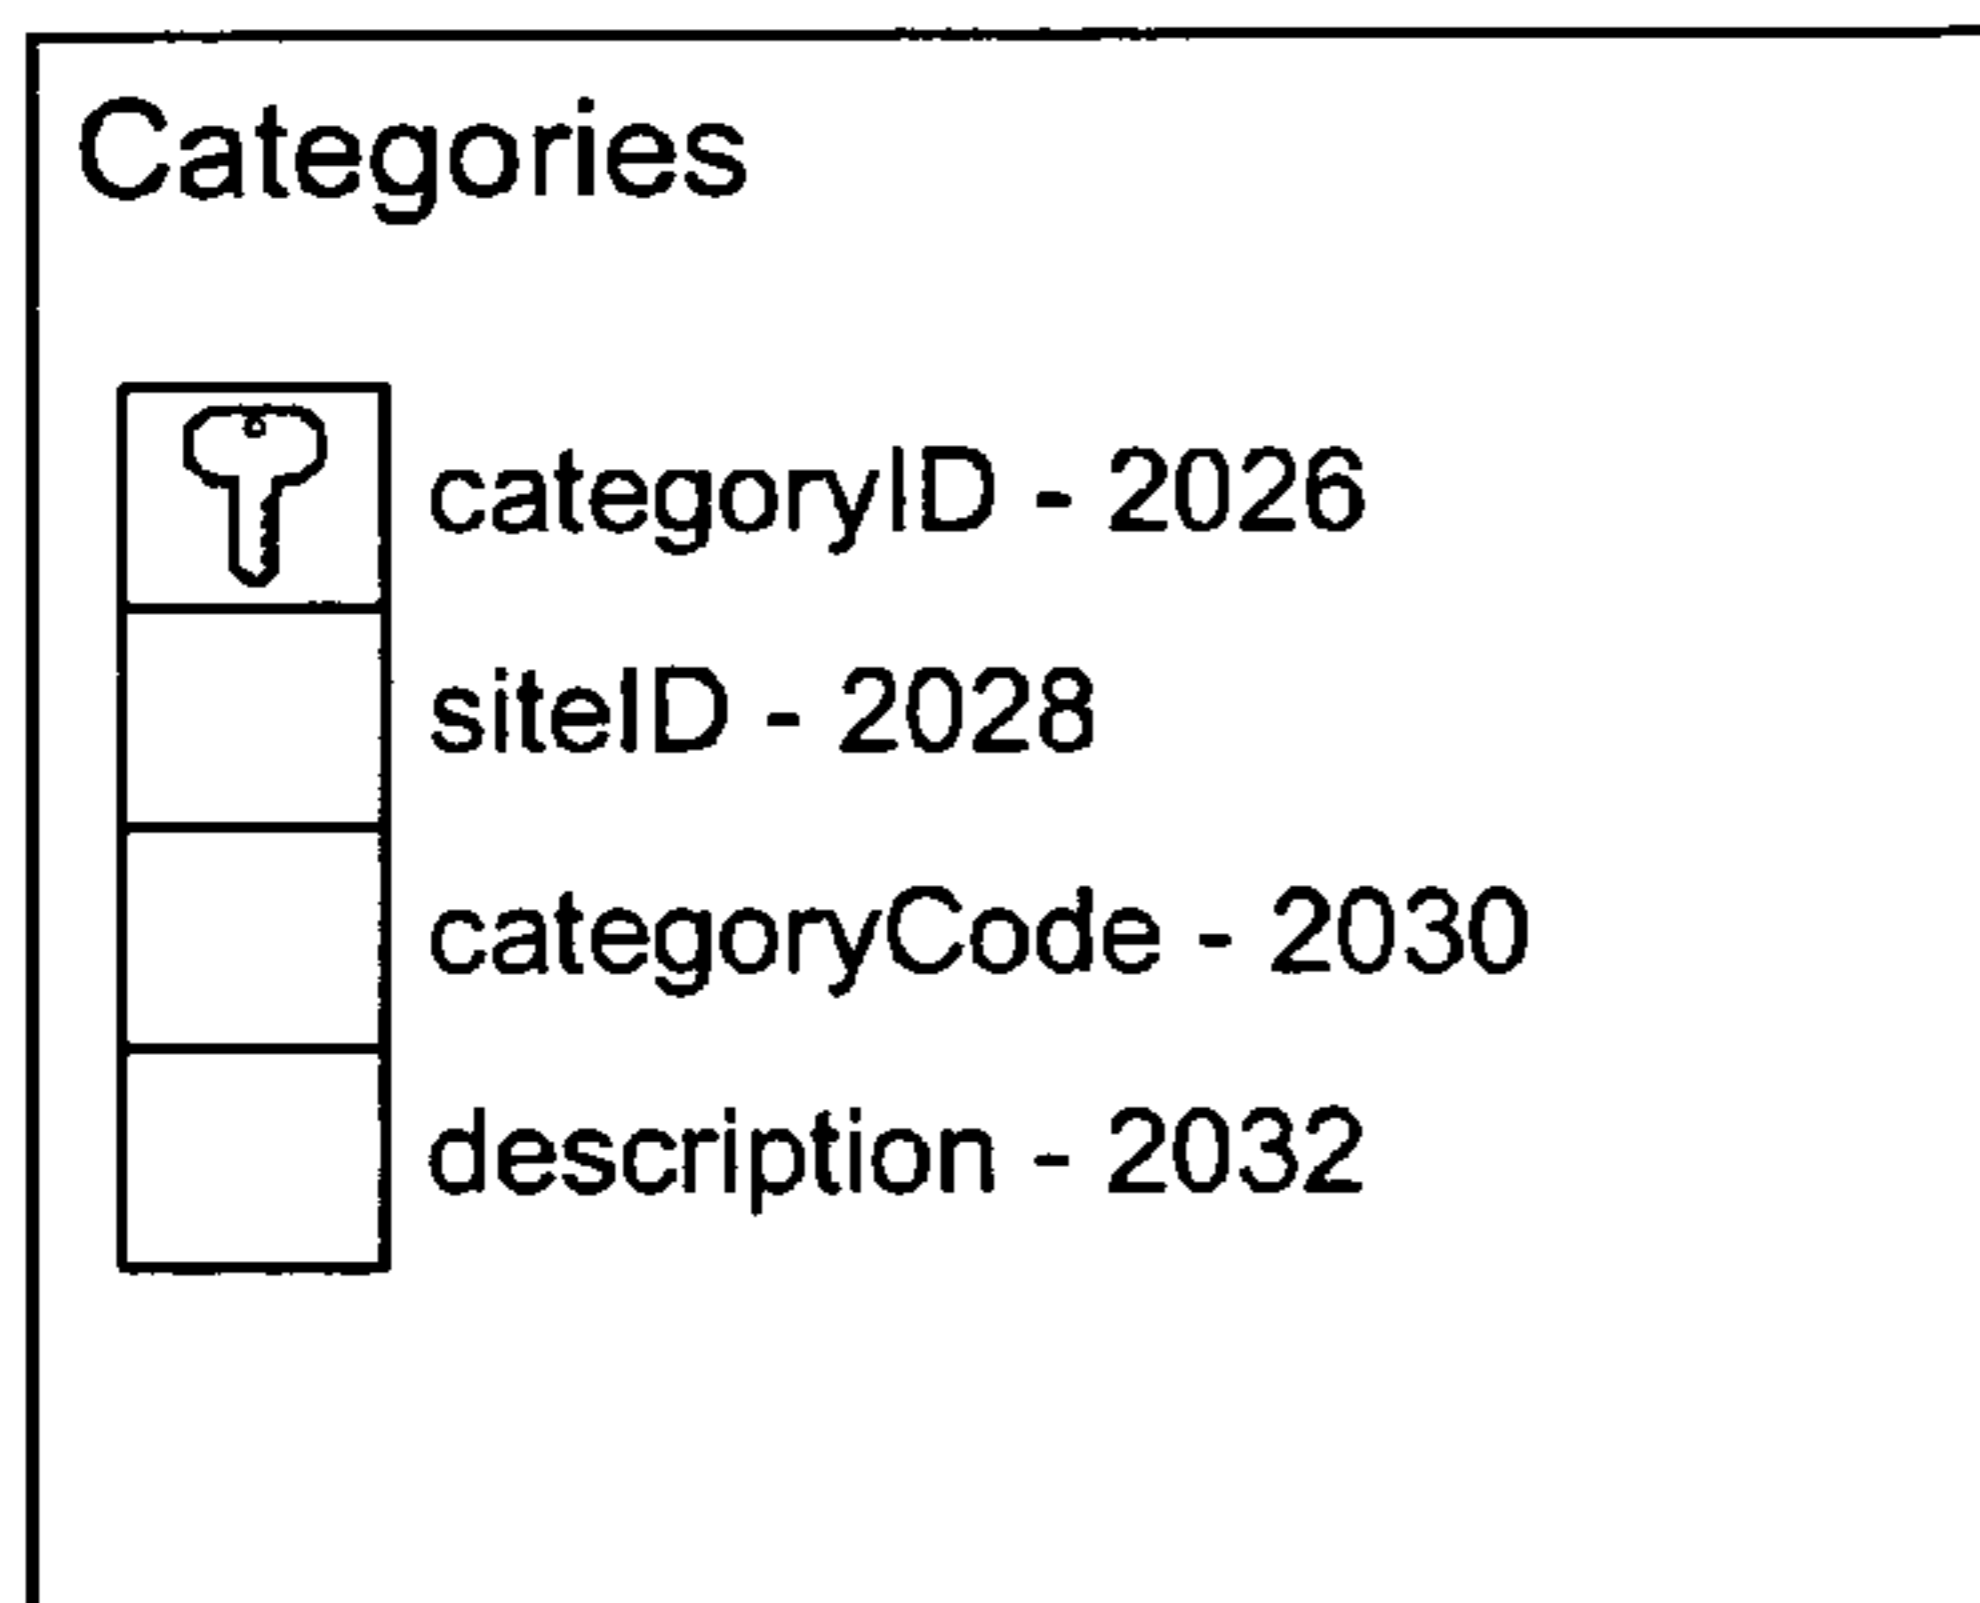 Categories
categoryID - 2026
siteID - 2028
categoryCode - 2030
description - 2032